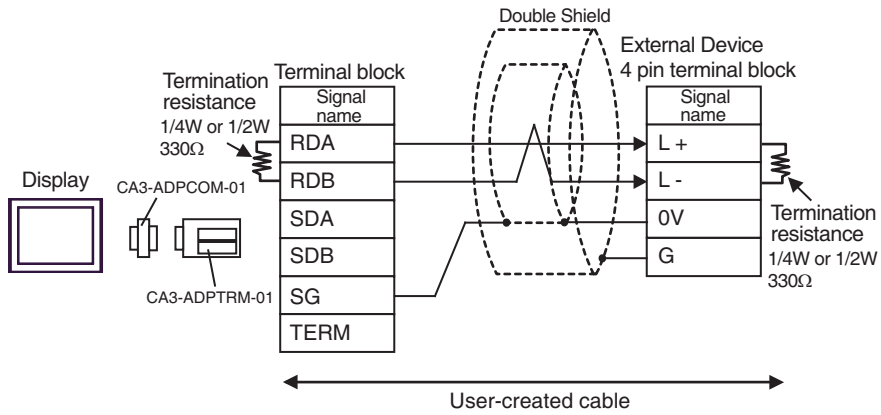 Double Shield
External Device
4 pin terminal block
Terminal block
Termination
resistance
1/4W or 1/2W
330Ω
Signal
name
RDA
RDB
SDA
SDB
SG
TERM
Signal
name
L +
L -
0V
G
Display
CA3-ADPCOM-01
CA3-ADPTRM-01
Termination
resistance
1/4W or 1/2W
330Ω
User-created cable